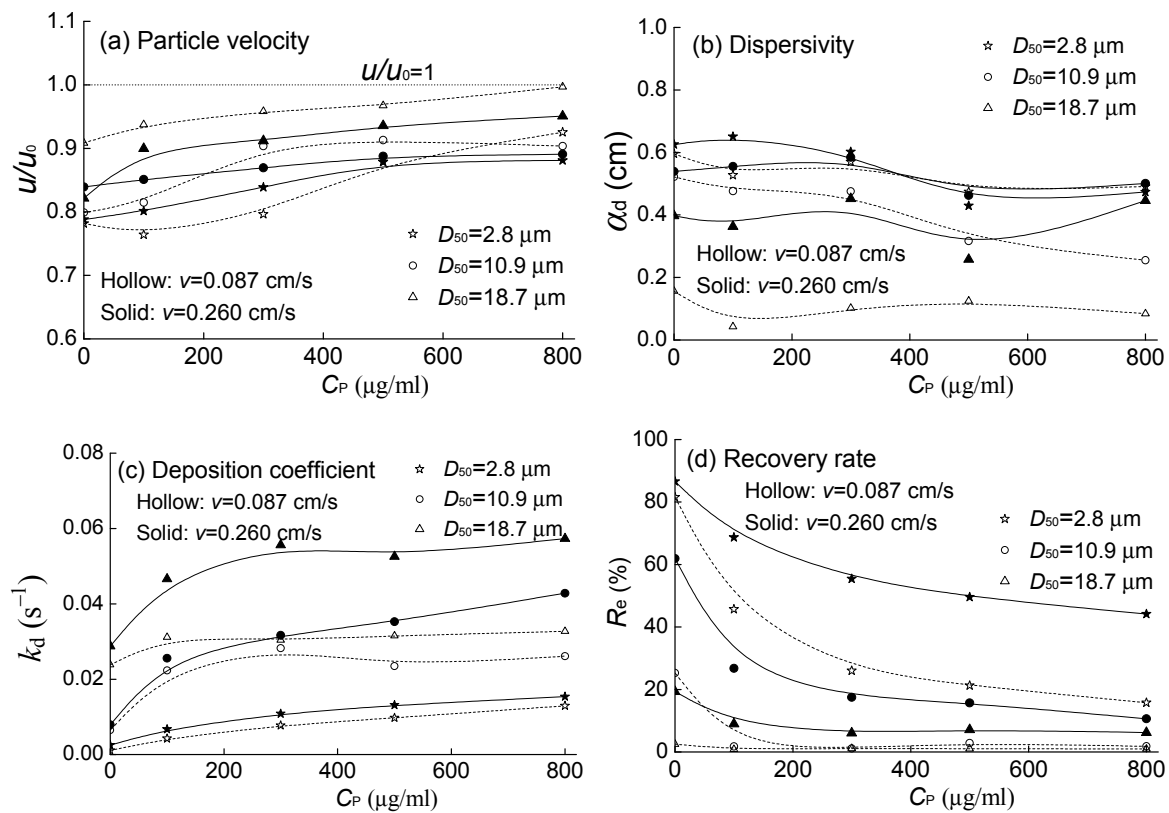 (a) Particle velocity
u/u₀=1
1.1
1.0
0.9
0.8
0.7
0.6
u/u₀
D₅₀=2.8 μm
D₅₀=10.9 μm
D₅₀=18.7 μm
Hollow: v=0.087 cm/s
Solid: v=0.260 cm/s
0 200 400 600 800
C_P (μg/ml)
(b) Dispersivity
1.0
0.8
0.6
0.4
0.2
0.0
α_d (cm)
D₅₀=2.8 μm
D₅₀=10.9 μm
D₅₀=18.7 μm
Hollow: v=0.087 cm/s
Solid: v=0.260 cm/s
0 200 400 600 800
C_P (μg/ml)
(c) Deposition coefficient
0.08
0.06
0.04
0.02
0.00
k_d (s⁻¹)
D₅₀=2.8 μm
D₅₀=10.9 μm
D₅₀=18.7 μm
Hollow: v=0.087 cm/s
Solid: v=0.260 cm/s
0 200 400 600 800
C_P (μg/ml)
(d) Recovery rate
100
80
60
40
20
0
R_e (%)
Hollow: v=0.087 cm/s
Solid: v=0.260 cm/s
D₅₀=2.8 μm
D₅₀=10.9 μm
D₅₀=18.7 μm
0 200 400 600 800
C_P (μg/ml)